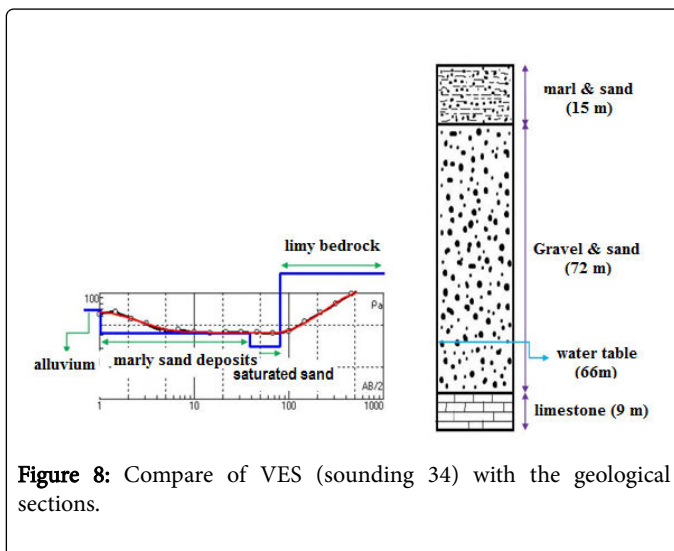 limy bedrock
100
Pa
alluvium
marly sand deposits
saturated sand
AB/2
1
10
100
1000
marl & sand
(15 m)
Gravel & sand
(72 m)
water table
(66m)
limestone (9 m)
Figure 8: Compare of VES (sounding 34) with the geological
sections.